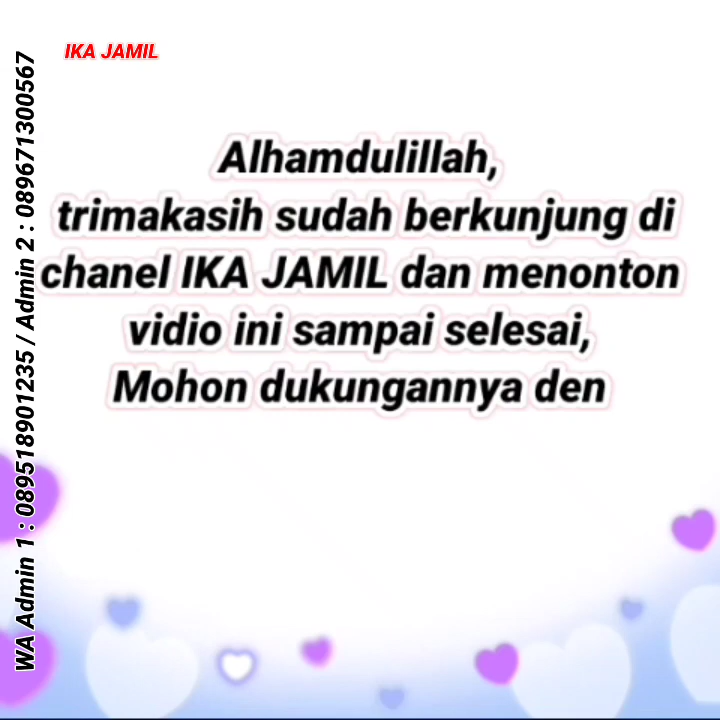 IKA JAMIL
Alhamdulillah,
trimakasih sudah berkunjung di
chanel IKA JAMIL dan menonton
vidio ini sampai selesai,
Mohon dukungannya den
WA Admin 1 : 089518901235 / Admin 2 : 089671300567